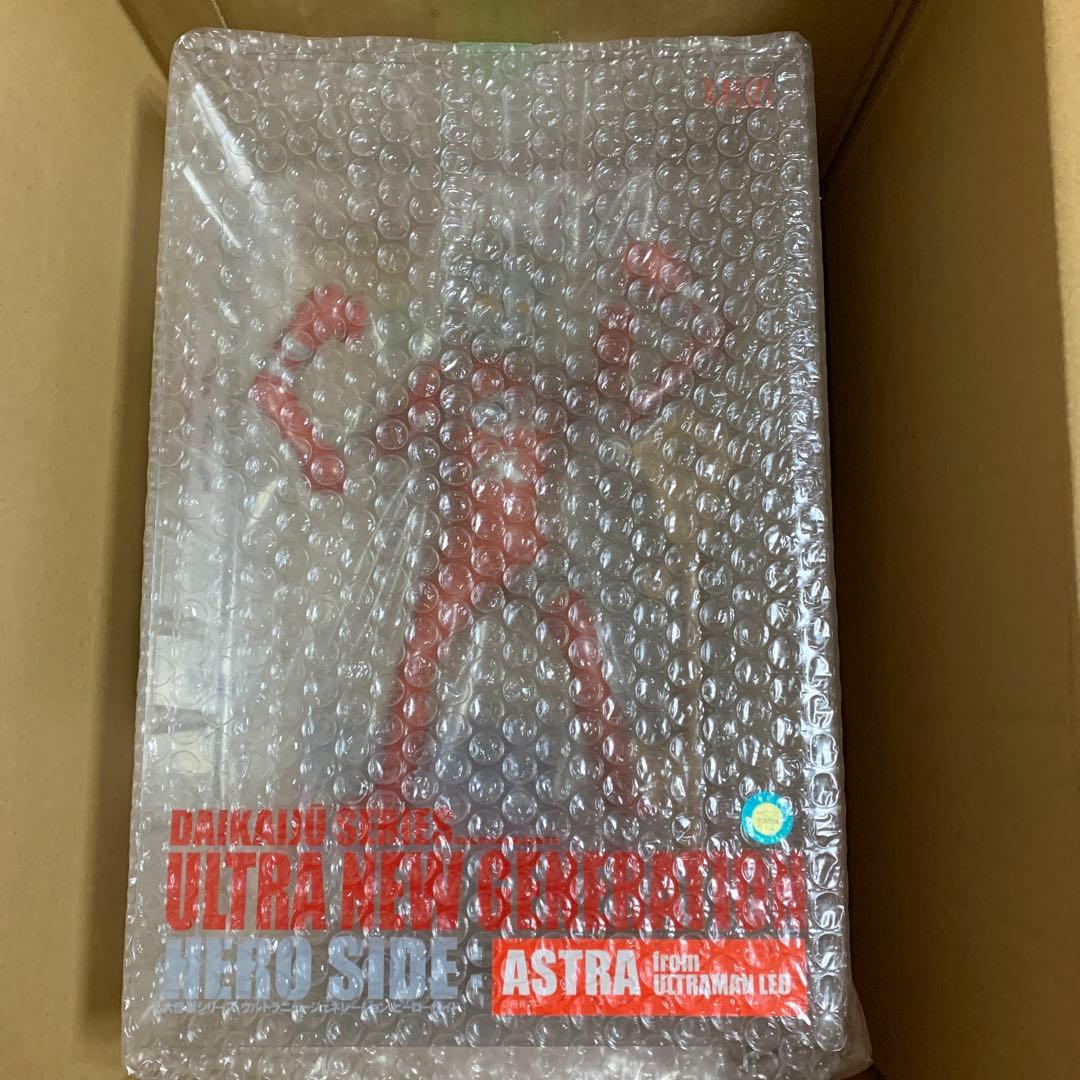 DAIKAIJU SERIES
ULTRA NEW GENERATION
HERO SIDE
ASTRA from
ULTRAMAN LEO